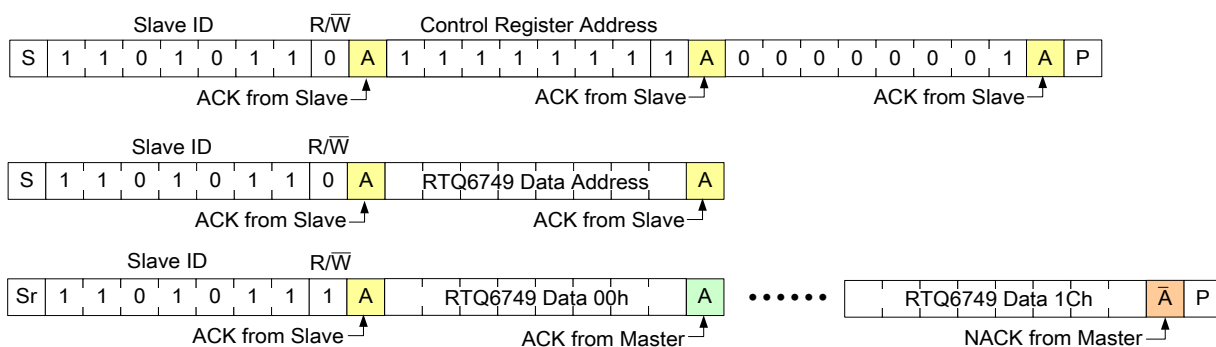 Slave ID R/W̅ Control Register Address
S 1 1 0 1 0 1 1 0 A 1 1 1 1 1 1 1 1 A 0 0 0 0 0 0 0 1 A P
ACK from Slave ACK from Slave ACK from Slave
Slave ID R/W̅
S 1 1 0 1 0 1 1 0 A RTQ6749 Data Address A
ACK from Slave ACK from Slave
Slave ID R/W̅
Sr 1 1 0 1 0 1 1 1 A RTQ6749 Data 00h A •••••• RTQ6749 Data 1Ch A̅ P
ACK from Slave ACK from Master NACK from Master